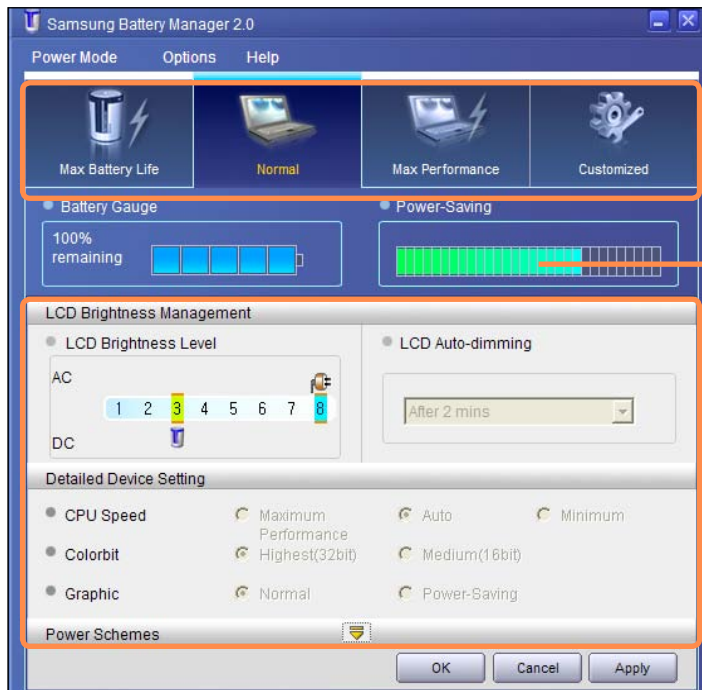 Samsung Battery Manager 2.0
Power Mode Options Help
Max Battery Life Normal Max Performance Customized
Battery Gauge Power-Saving
100%
remaining
LCD Brightness Management
LCD Brightness Level LCD Auto-dimming
AC
1 2 3 4 5 6 7 8 After 2 mins
DC
Detailed Device Setting
CPU Speed Maximum Auto Minimum
Performance
Colorbit Highest(32bit) Medium(16bit)
Graphic Normal Power-Saving
Power Schemes
OK Cancel Apply